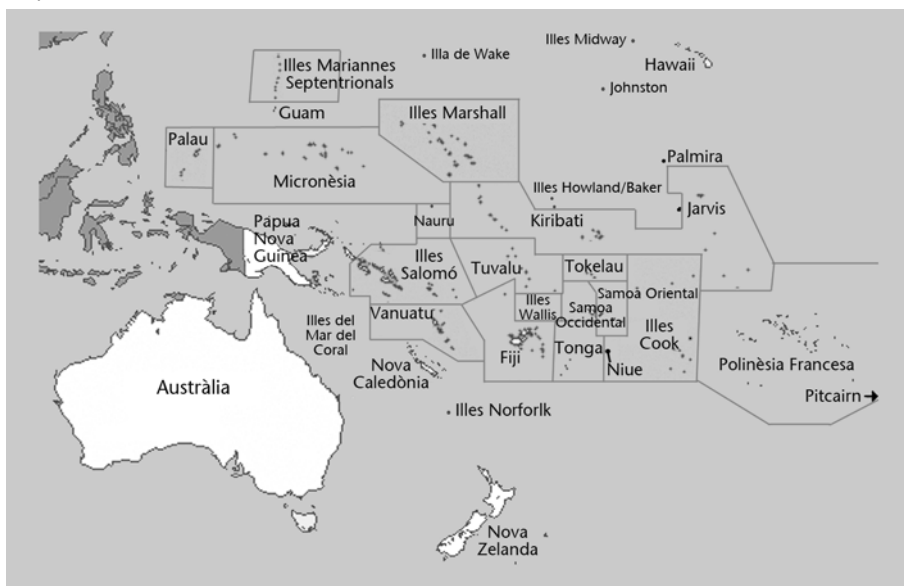 Illes Midway
Illa de Wake
Illes Mariannes
Septentrionals
Hawaii
Johnston
Guam
Illes Marshall
Palau
Palmira
Micronèsia
Illes Howland/Baker
Jarvis
Papua
Nova
Guinea
Nauru
Kiribati
Illes
Salomó
Tuvalu
Tokelau
Samoa Oriental
Illes
Wallis
Samoa
Occidental
Vanuatu
Illes del
Mar del
Coral
Illes
Cook
Fiji
Tonga
Nova
Caledònia
Niue
Polinèsia Francesa
Austràlia
Pitcairn
Illes Norforlk
Nova
Zelanda